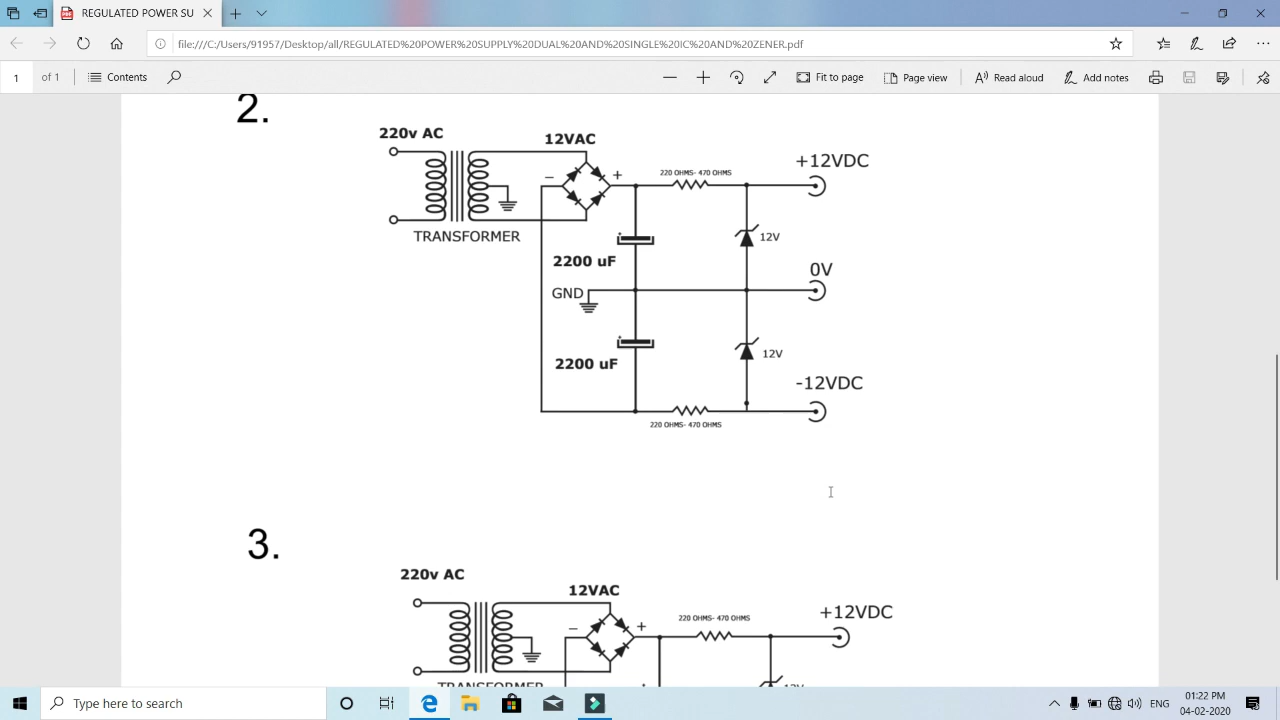 REGULATED POWER SU
file:///C:/Users/91957/Desktop/all/REGULATED%20POWER%20SUPPLY%20DUAL%20AND%20SINGLE%20IC%20AND%20ZENER.pdf
1 of 1 Contents Fit to page Page view Read aloud Add notes
2.
220v AC
12VAC
+12VDC
220 OHMS- 470 OHMS
− +
TRANSFORMER
12V
2200 uF
0V
GND
12V
2200 uF
-12VDC
220 OHMS- 470 OHMS
3.
220v AC
12VAC
+12VDC
220 OHMS- 470 OHMS
− +
TRANSFORMER
12V
Type here to search
ENG
01:22 PM
04-22-2020